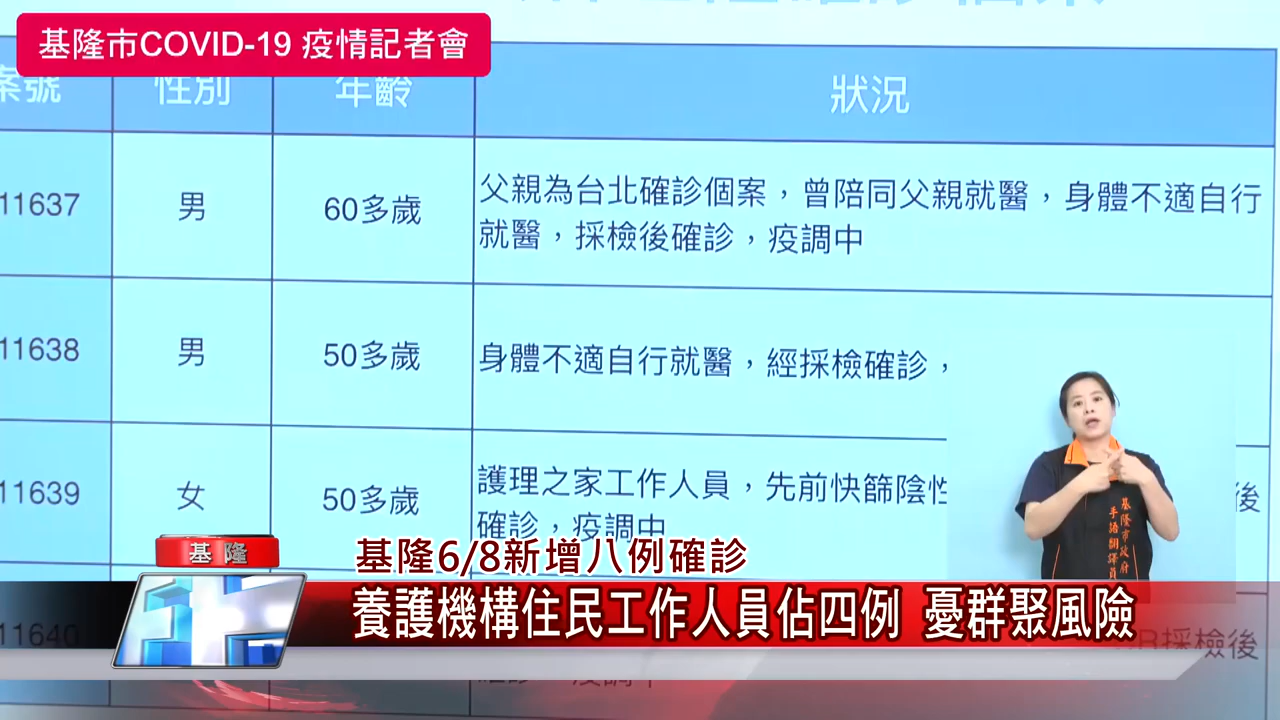 基隆市COVID-19 疫情記者會
案號 性別 年齡 狀況
11637 男 60多歲 父親為台北確診個案，曾陪同父親就醫，身體不適自行
就醫，採檢後確診，疫調中
11638 男 50多歲 身體不適自行就醫，經採檢確診，
11639 女 50多歲 護理之家工作人員，先前快篩陰性 後
確診，疫調中
基隆市政府
手語翻譯員
基隆
基隆6/8新增八例確診
養護機構住民工作人員佔四例 憂群聚風險
11640 採檢後